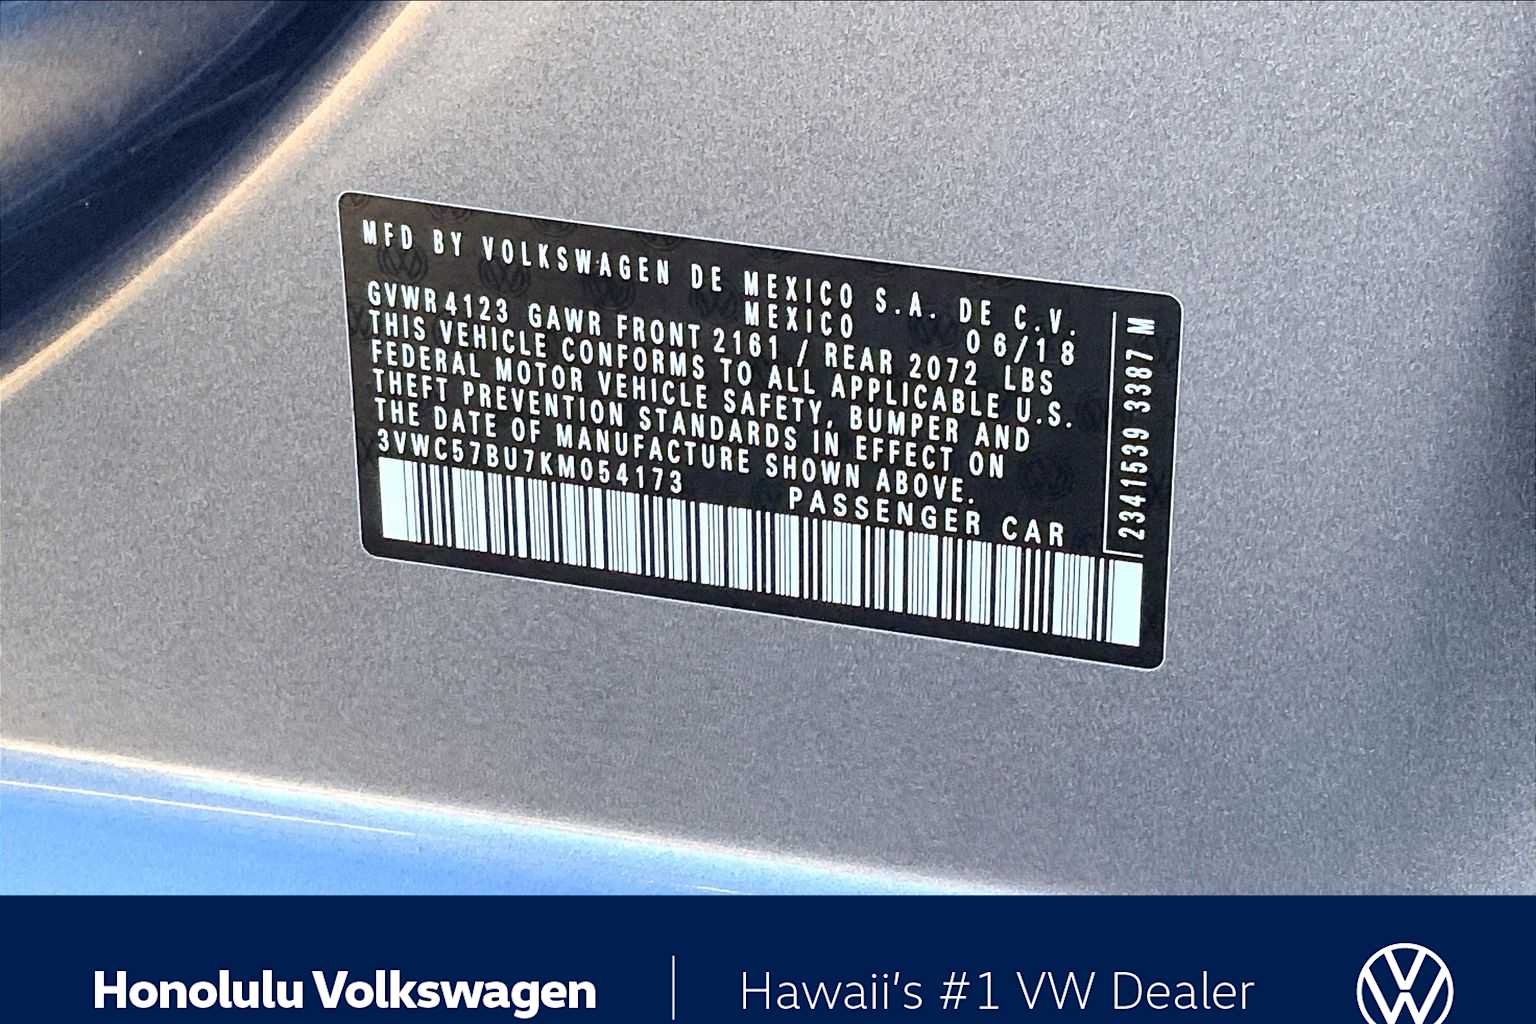 MFD BY VOLKSWAGEN DE MEXICO S.A. DE C.V.
MEXICO 06/18
GVWR 4123 GAWR FRONT 2161 / REAR 2072 LBS
THIS VEHICLE CONFORMS TO ALL APPLICABLE U.S.
FEDERAL MOTOR VEHICLE SAFETY, BUMPER AND
THEFT PREVENTION STANDARDS IN EFFECT ON
THE DATE OF MANUFACTURE SHOWN ABOVE.
3VWC57BU7KM054173 PASSENGER CAR
2341539 3387 M
Honolulu Volkswagen
Hawaii's #1 VW Dealer